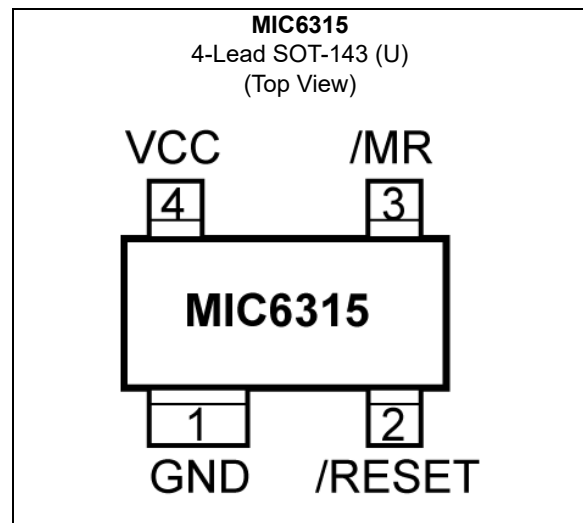 MIC6315
4-Lead SOT-143 (U)
(Top View)
VCC /MR
4 3
MIC6315
1 2
GND /RESET